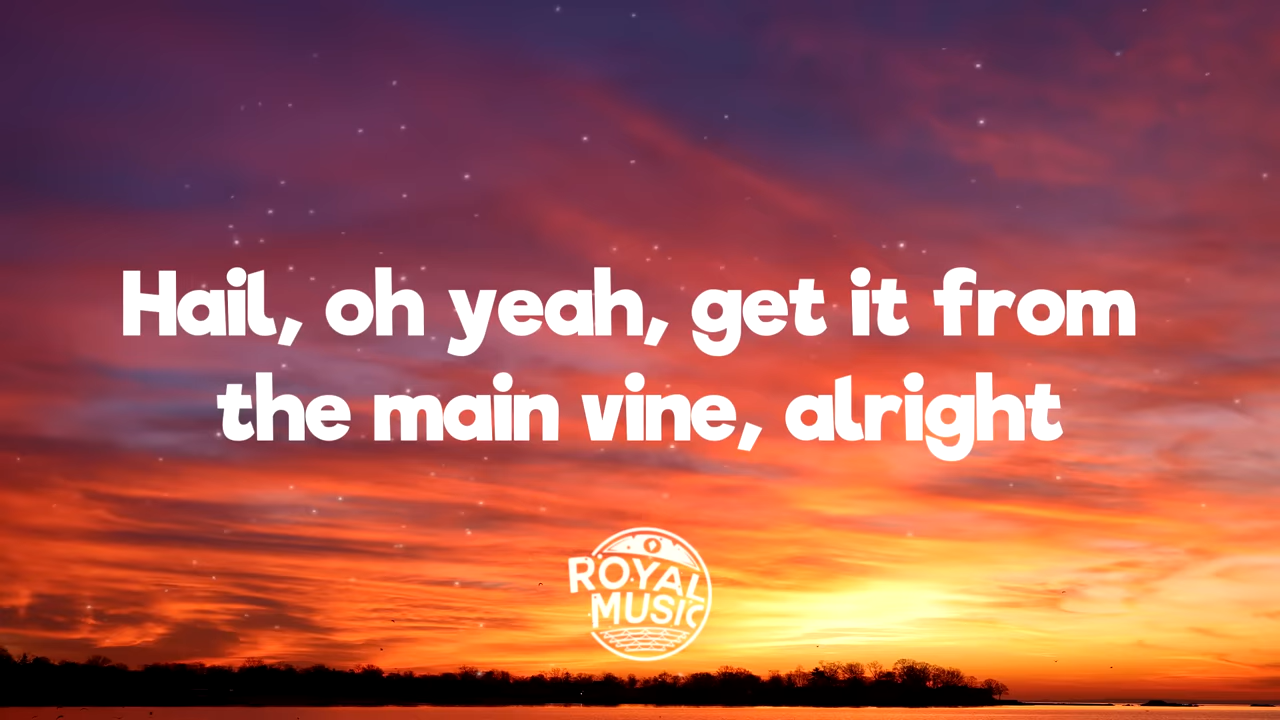 Hail, oh yeah, get it from
the main vine, alright
ROYAL
MUSIC